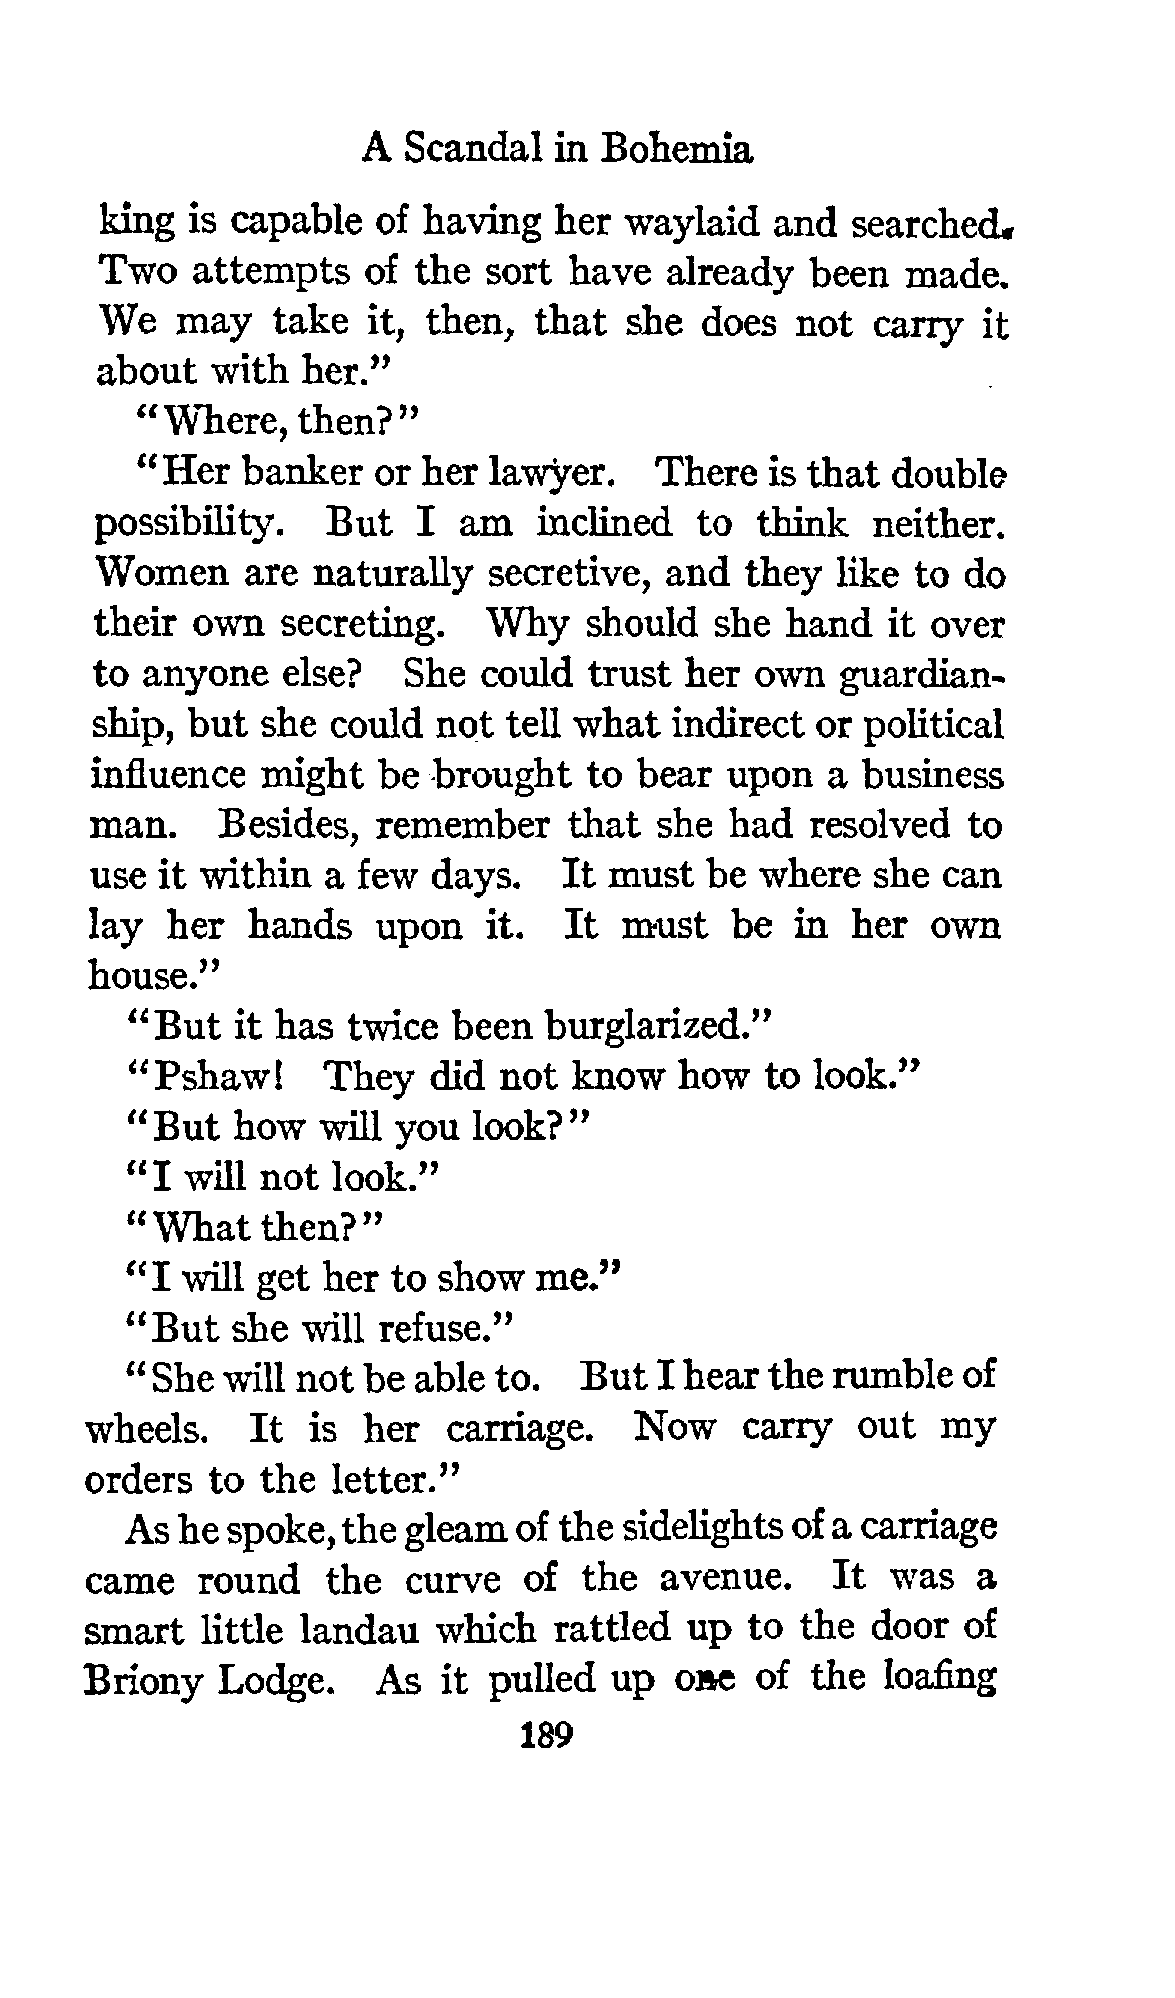 A Scandal in Bohemia
king is capable of having her waylaid and searched.
Two attempts of the sort have already been made.
We may take it, then, that she does not carry it
about with her."
"Where, then?"
"Her banker or her lawyer. There is that double
possibility. But I am inclined to think neither.
Women are naturally secretive, and they like to do
their own secreting. Why should she hand it over
to anyone else? She could trust her own guardian-
ship, but she could not tell what indirect or political
influence might be brought to bear upon a business
man. Besides, remember that she had resolved to
use it within a few days. It must be where she can
lay her hands upon it. It must be in her own
house."
"But it has twice been burglarized."
"Pshaw! They did not know how to look."
"But how will you look?"
"I will not look."
"What then?"
"I will get her to show me."
"But she will refuse."
"She will not be able to. But I hear the rumble of
wheels. It is her carriage. Now carry out my
orders to the letter."
As he spoke, the gleam of the sidelights of a carriage
came round the curve of the avenue. It was a
smart little landau which rattled up to the door of
Briony Lodge. As it pulled up one of the loafing
189